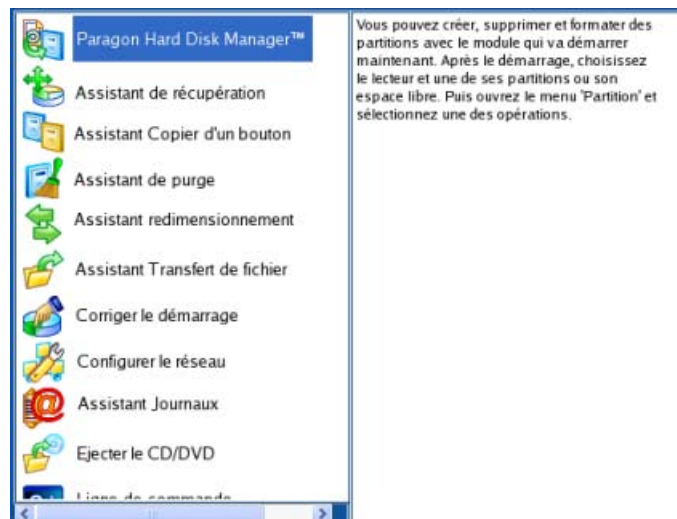 Paragon Hard Disk Manager™
Assistant de récupération
Assistant Copier d'un bouton
Assistant de purge
Assistant redimensionnement
Assistant Transfert de fichier
Corriger le démarrage
Configurer le réseau
Assistant Journaux
Ejecter le CD/DVD
Ligne de commande
Vous pouvez créer, supprimer et formater des
partitions avec le module qui va démarrer
maintenant. Après le démarrage, choisissez
le lecteur et une de ses partitions ou son
espace libre. Puis ouvrez le menu 'Partition' et
sélectionnez une des opérations.